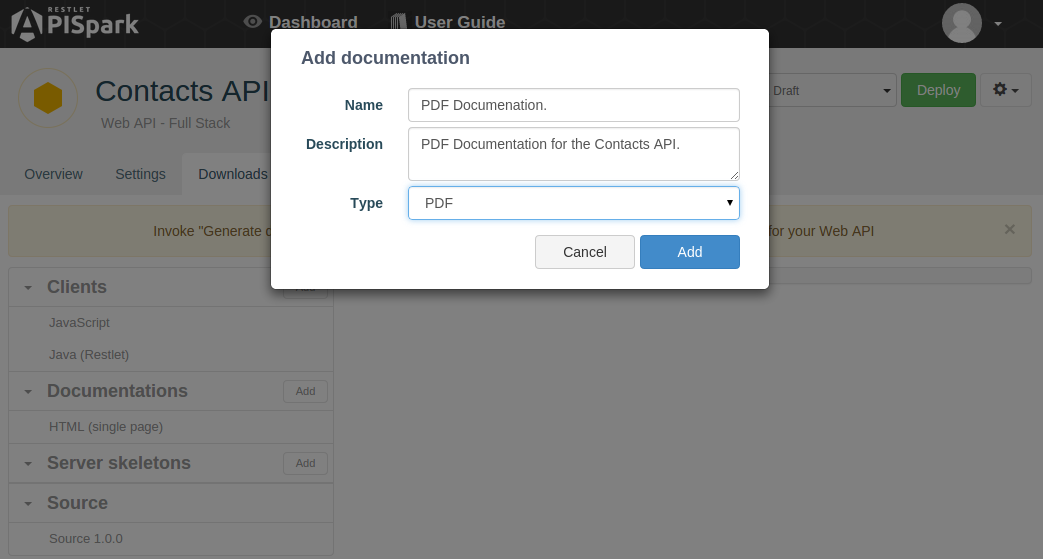 RESTLET
APISpark
Dashboard
User Guide
Add documentation
Contacts API
Web API - Full Stack
Draft
Deploy
Name
PDF Documenation.
Description
PDF Documentation for the Contacts API.
Type
PDF
Cancel
Add
Overview
Settings
Downloads
Invoke "Generate
for your Web API
×
Clients
Add
JavaScript
Java (Restlet)
Documentations
Add
HTML (single page)
Server skeletons
Add
Source
Source 1.0.0